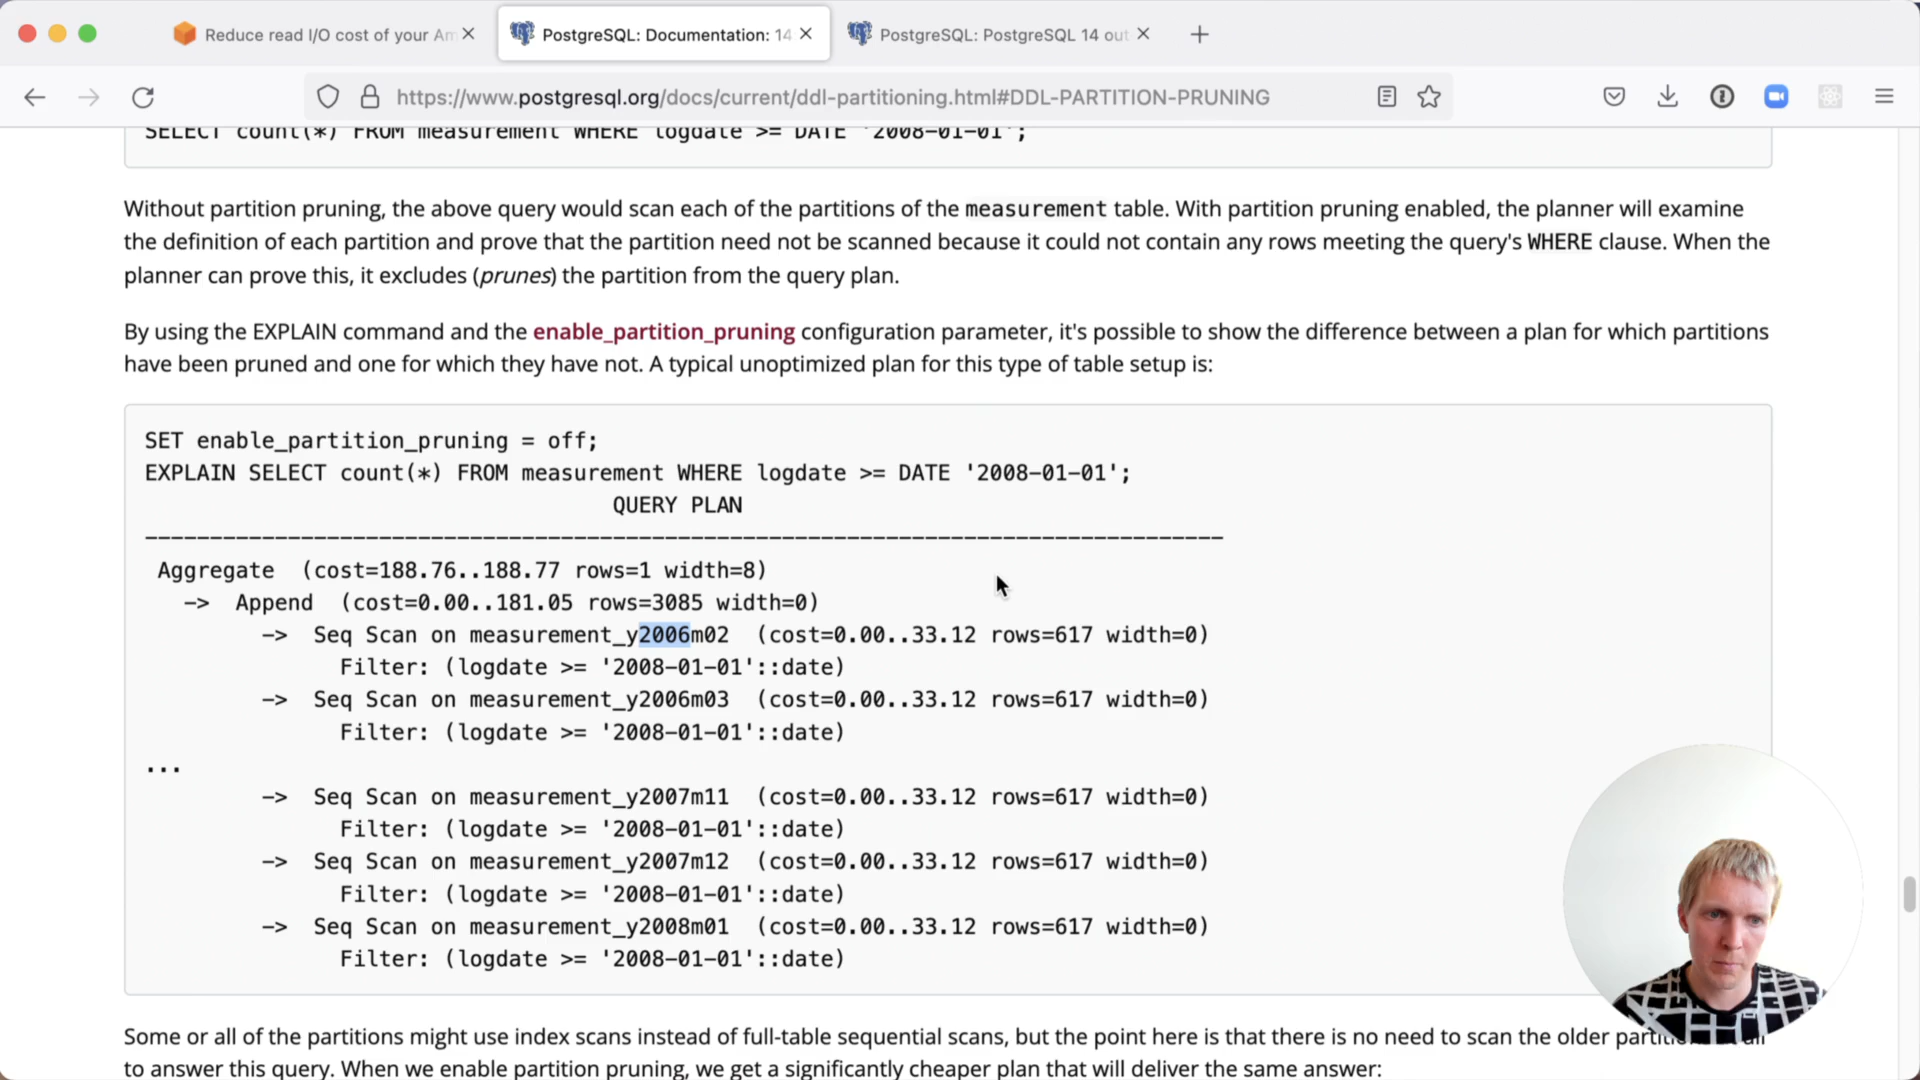 Reduce read I/O cost of your Am
PostgreSQL: Documentation: 14
PostgreSQL: PostgreSQL 14 out
https://www.postgresql.org/docs/current/ddl-partitioning.html#DDL-PARTITION-PRUNING
SELECT count(*) FROM measurement WHERE logdate >= DATE '2008-01-01';
Without partition pruning, the above query would scan each of the partitions of the measurement table. With partition pruning enabled, the planner will examine
the definition of each partition and prove that the partition need not be scanned because it could not contain any rows meeting the query's WHERE clause. When the
planner can prove this, it excludes (prunes) the partition from the query plan.
By using the EXPLAIN command and the enable_partition_pruning configuration parameter, it's possible to show the difference between a plan for which partitions
have been pruned and one for which they have not. A typical unoptimized plan for this type of table setup is:
SET enable_partition_pruning = off;
EXPLAIN SELECT count(*) FROM measurement WHERE logdate >= DATE '2008-01-01';
QUERY PLAN
-----------------------------------------------------------------------------------
Aggregate (cost=188.76..188.77 rows=1 width=8)
-> Append (cost=0.00..181.05 rows=3085 width=0)
-> Seq Scan on measurement_y2006m02 (cost=0.00..33.12 rows=617 width=0)
Filter: (logdate >= '2008-01-01'::date)
-> Seq Scan on measurement_y2006m03 (cost=0.00..33.12 rows=617 width=0)
Filter: (logdate >= '2008-01-01'::date)
...
-> Seq Scan on measurement_y2007m11 (cost=0.00..33.12 rows=617 width=0)
Filter: (logdate >= '2008-01-01'::date)
-> Seq Scan on measurement_y2007m12 (cost=0.00..33.12 rows=617 width=0)
Filter: (logdate >= '2008-01-01'::date)
-> Seq Scan on measurement_y2008m01 (cost=0.00..33.12 rows=617 width=0)
Filter: (logdate >= '2008-01-01'::date)
Some or all of the partitions might use index scans instead of full-table sequential scans, but the point here is that there is no need to scan the older
to answer this query. When we enable partition pruning, we get a significantly cheaper plan that will deliver the same answer: